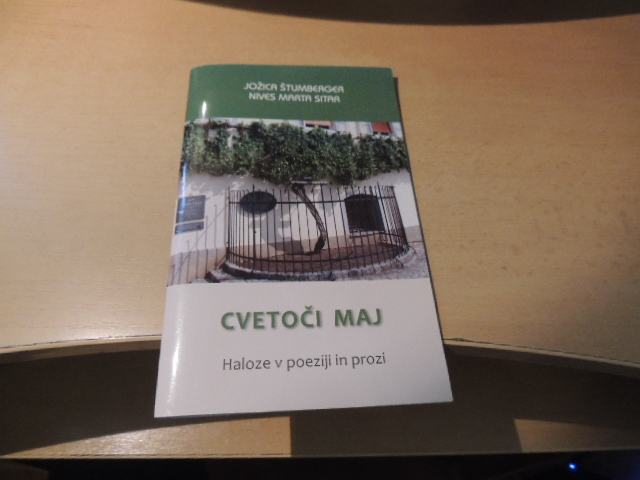 JOŽICA ŠTUMBERGER
NIVES MARTA SITAR
CVETOČI MAJ
Haloze v poeziji in prozi